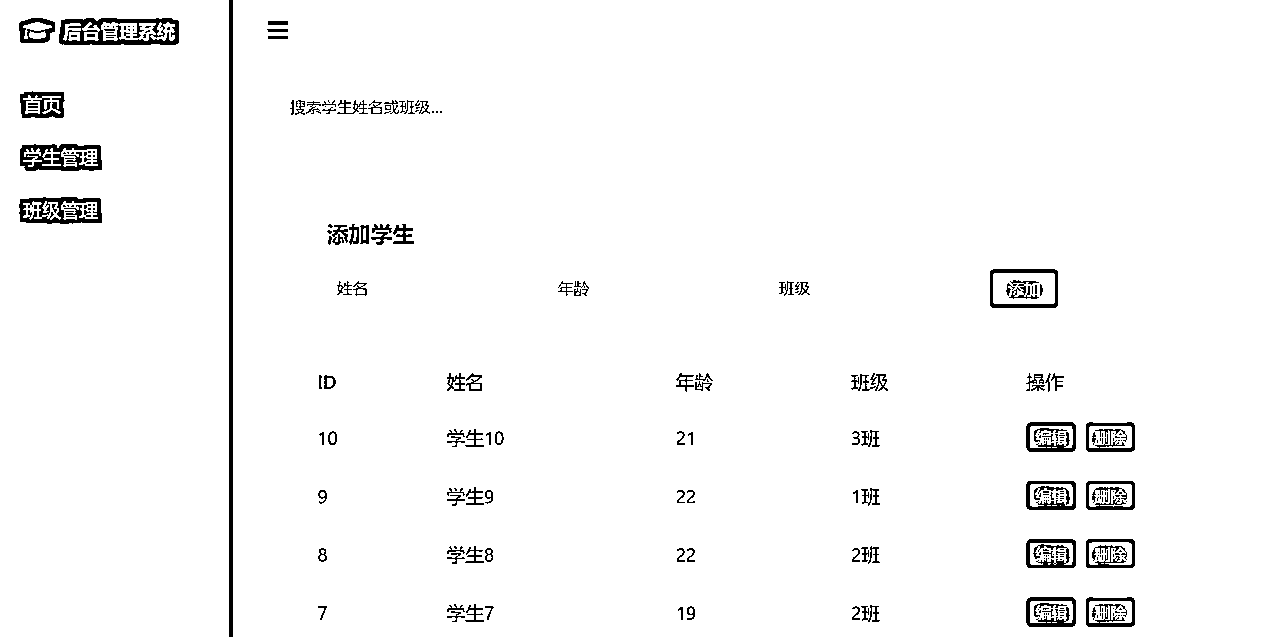 后台管理系统
首页
学生管理
班级管理
搜索学生姓名或班级...
添加学生
姓名 年龄 班级 添加
ID 姓名 年龄 班级 操作
10 学生10 21 3班 编辑 删除
9 学生9 22 1班 编辑 删除
8 学生8 22 2班 编辑 删除
7 学生7 19 2班 编辑 删除